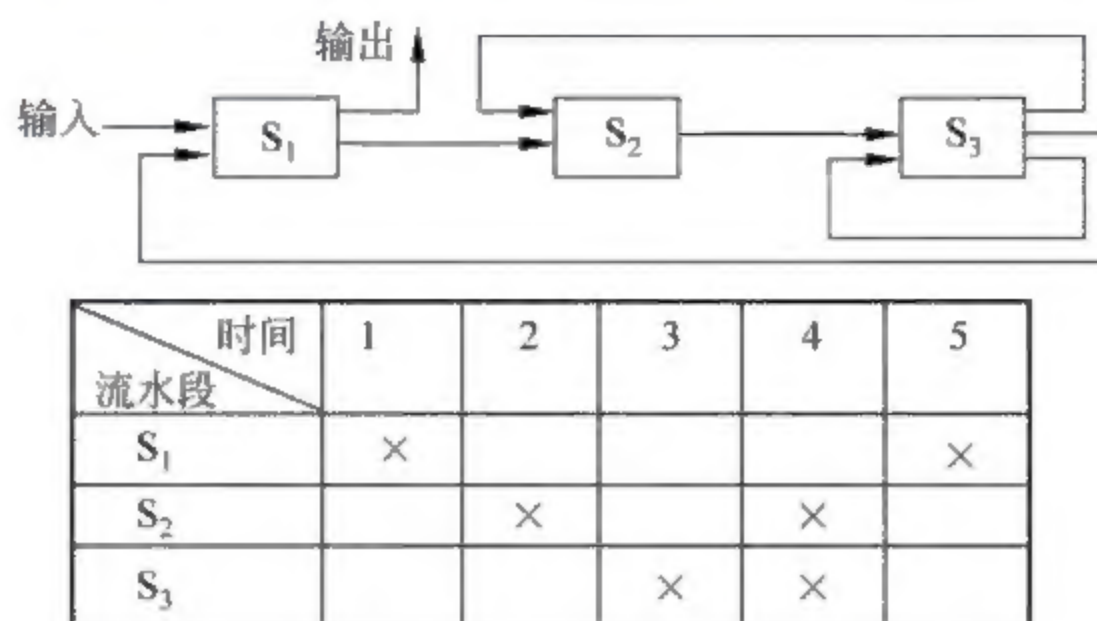 输出
输入
S₁
S₂
S₃
时间 1 2 3 4 5
流水段
S₁ × ×
S₂ × ×
S₃ × ×